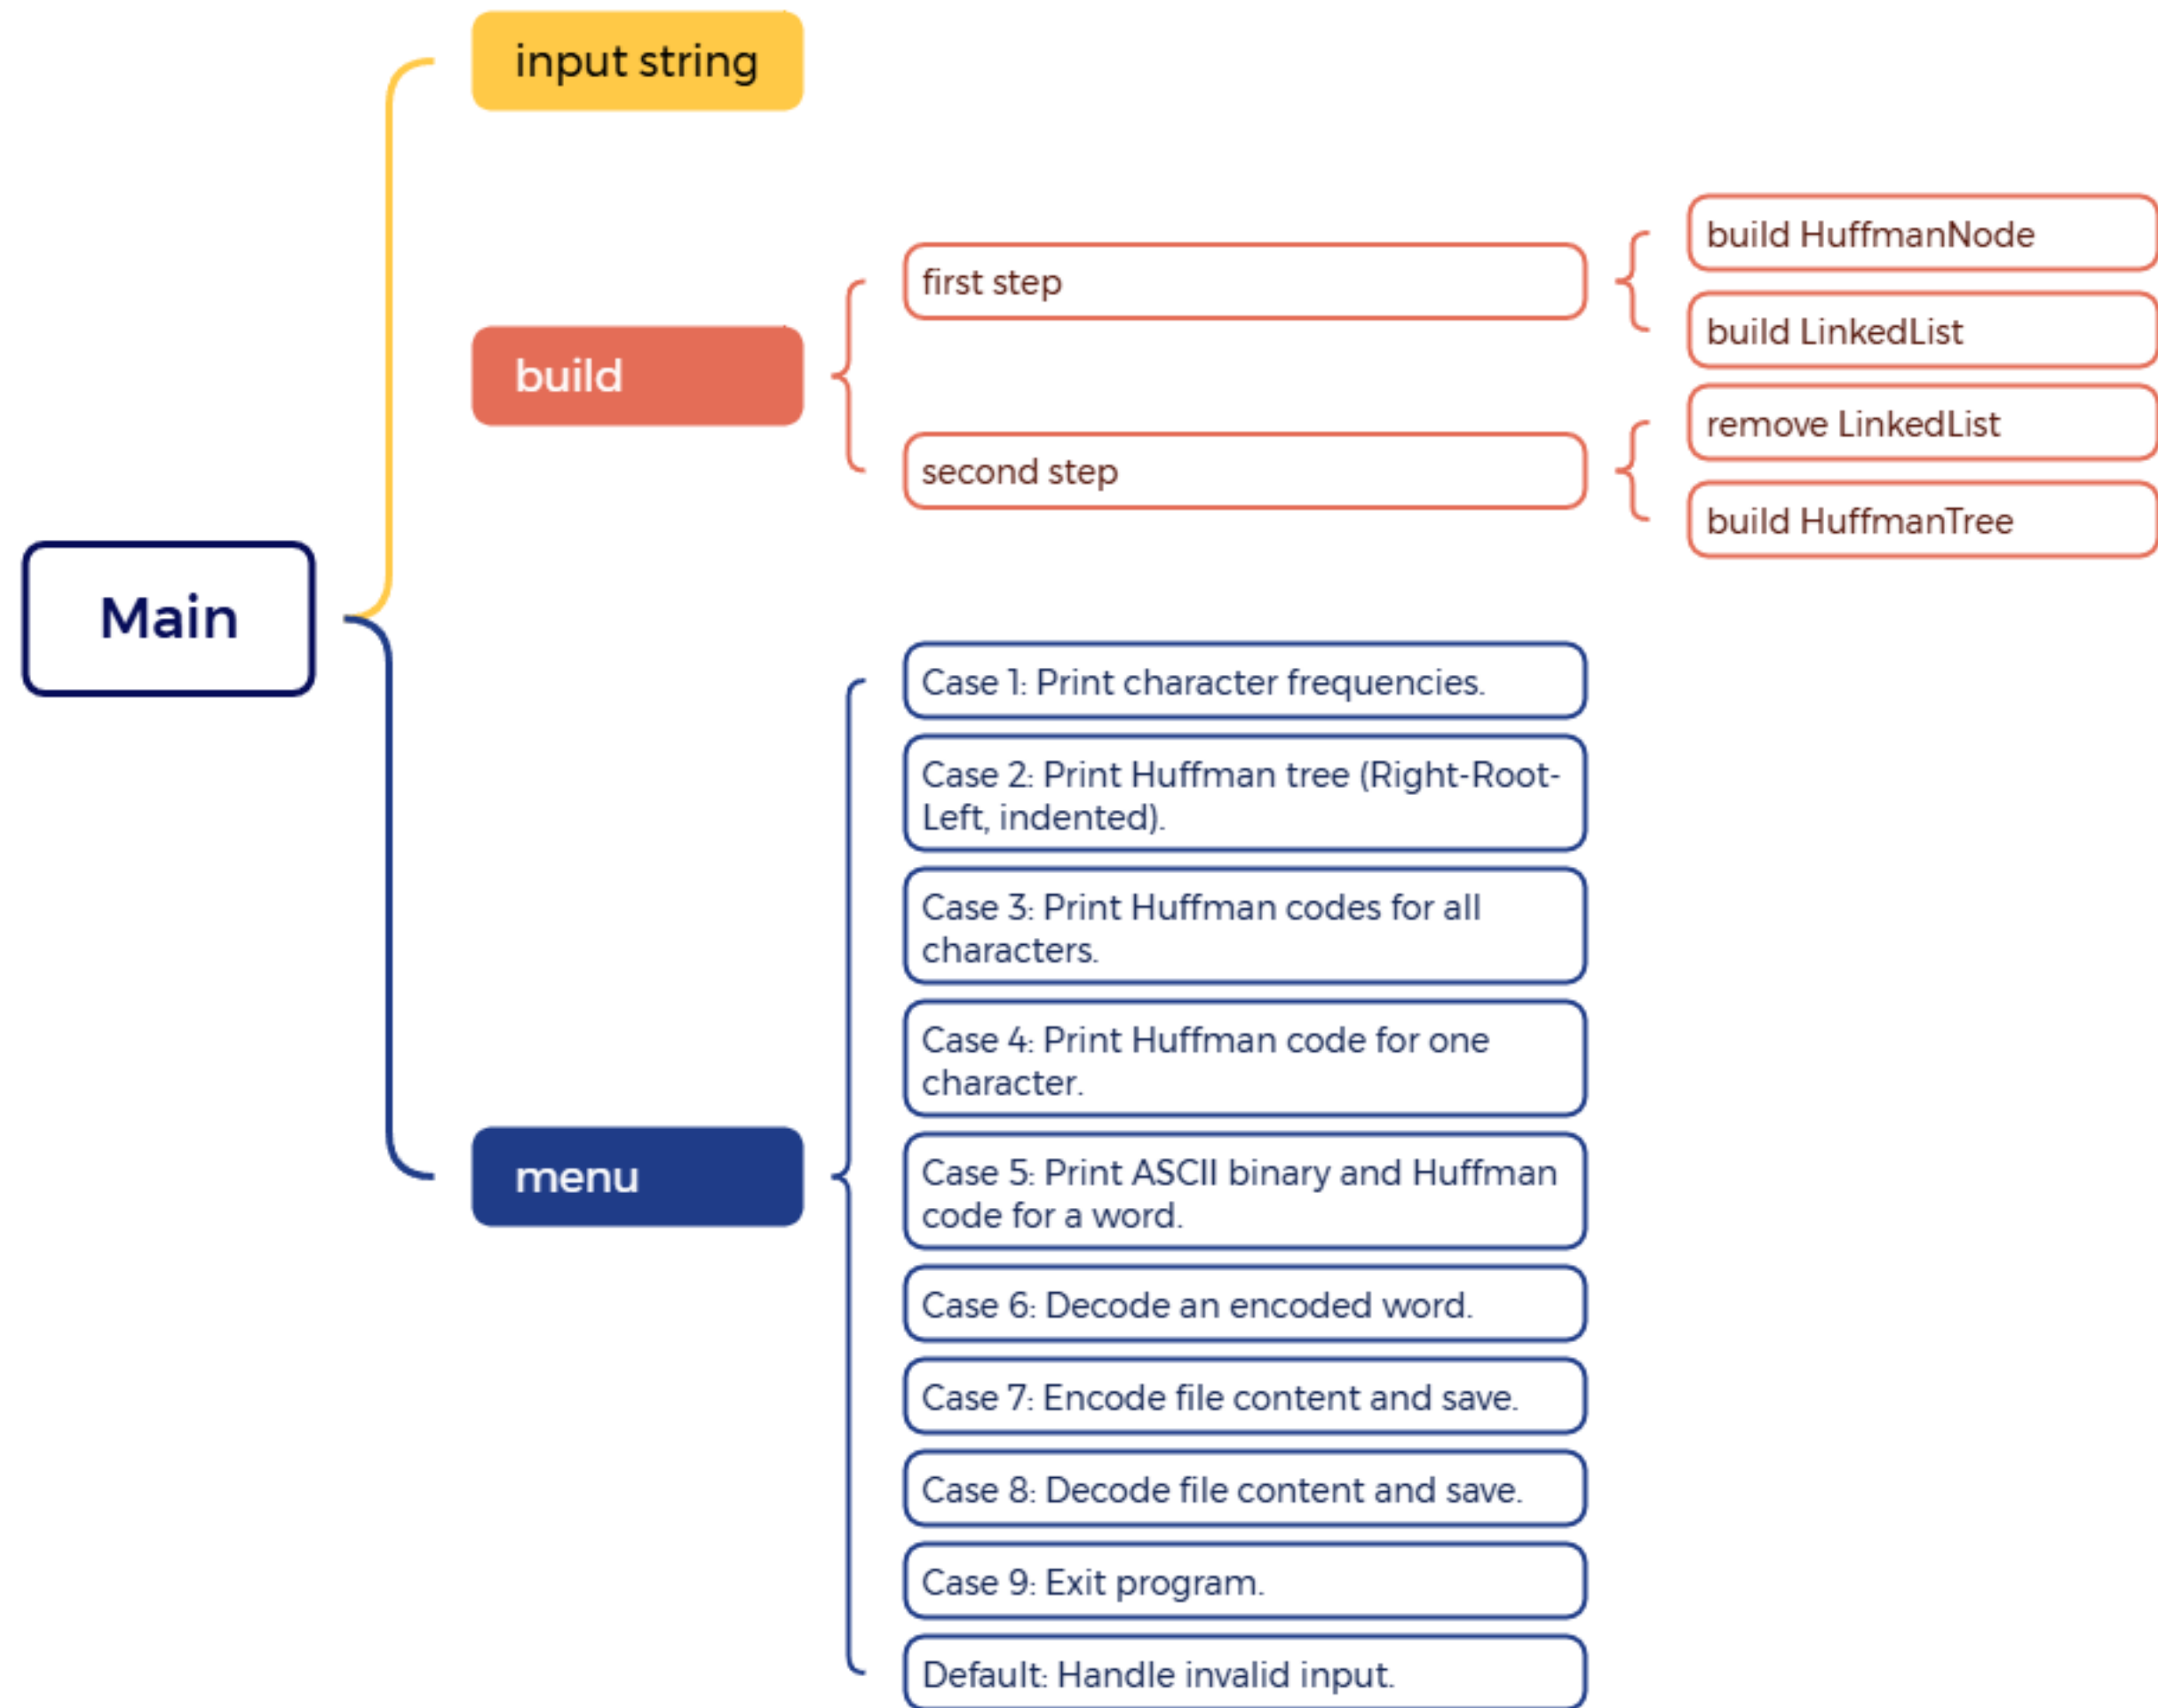 input string
build HuffmanNode
first step
build LinkedList
build
remove LinkedList
second step
build HuffmanTree
Main
Case 1: Print character frequencies.
Case 2: Print Huffman tree (Right-Root-
Left, indented).
Case 3: Print Huffman codes for all
characters.
Case 4: Print Huffman code for one
character.
menu
Case 5: Print ASCII binary and Huffman
code for a word.
Case 6: Decode an encoded word.
Case 7: Encode file content and save.
Case 8: Decode file content and save.
Case 9: Exit program.
Default: Handle invalid input.